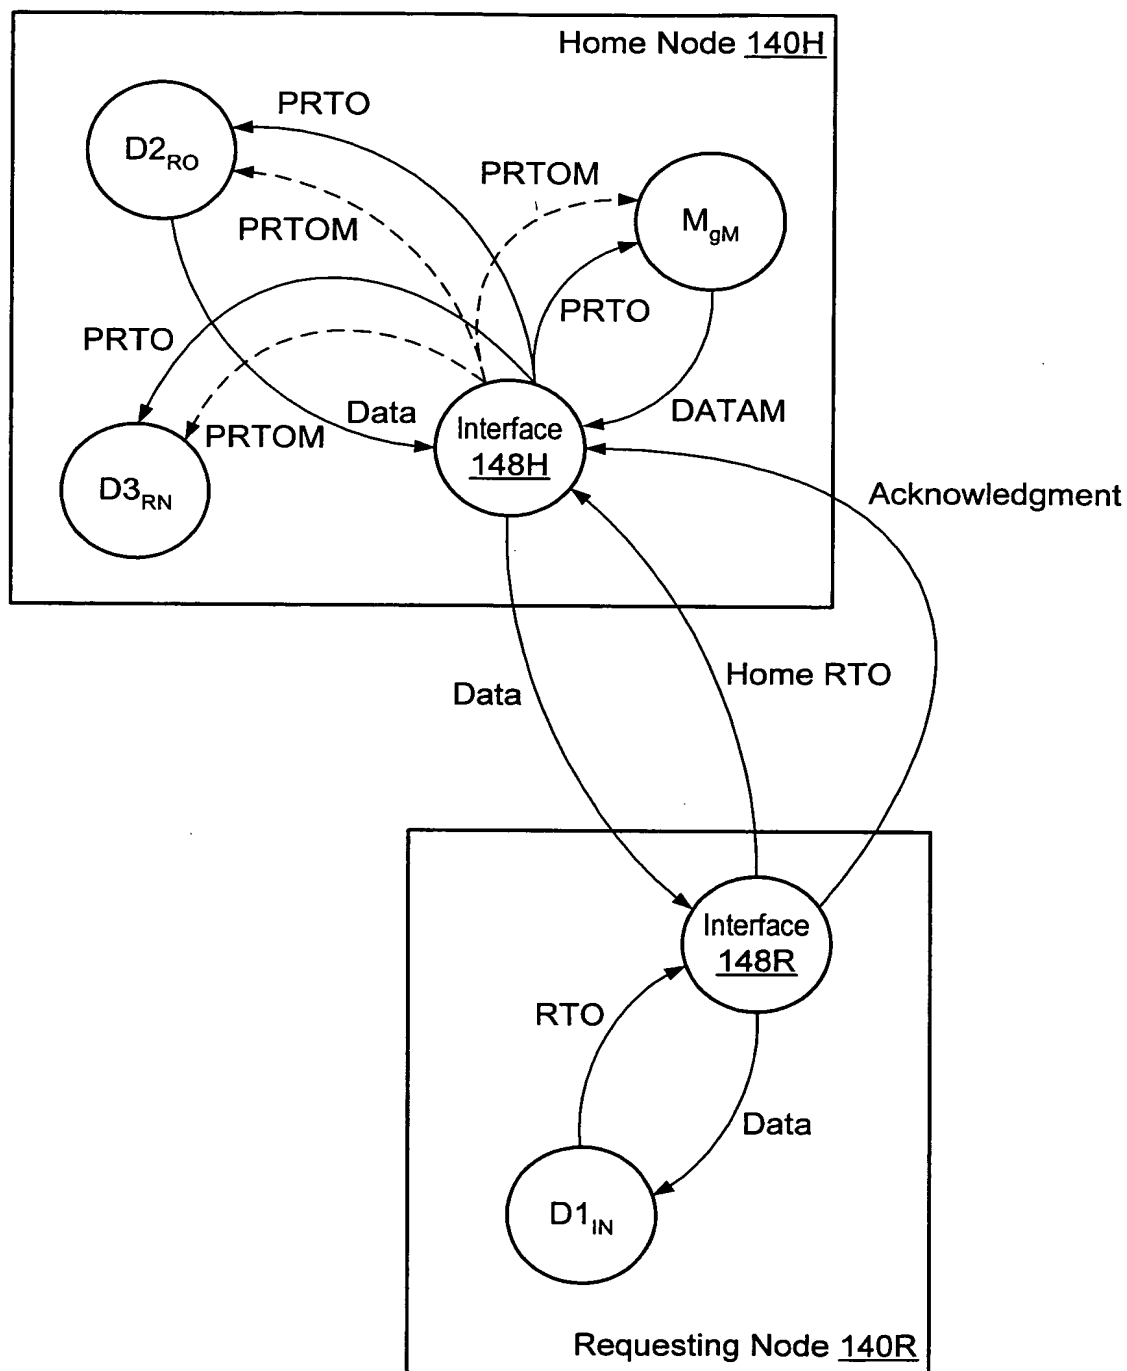 Home Node 140H
PRTO
D2RO
PRTOM
MgM
PRTOM
PRTO
PRTO
DATAM
Data
Interface
148H
PRTOM
D3RN
Acknowledgment
Home RTO
Data
Interface
148R
RTO
Data
D1IN
Requesting Node 140R